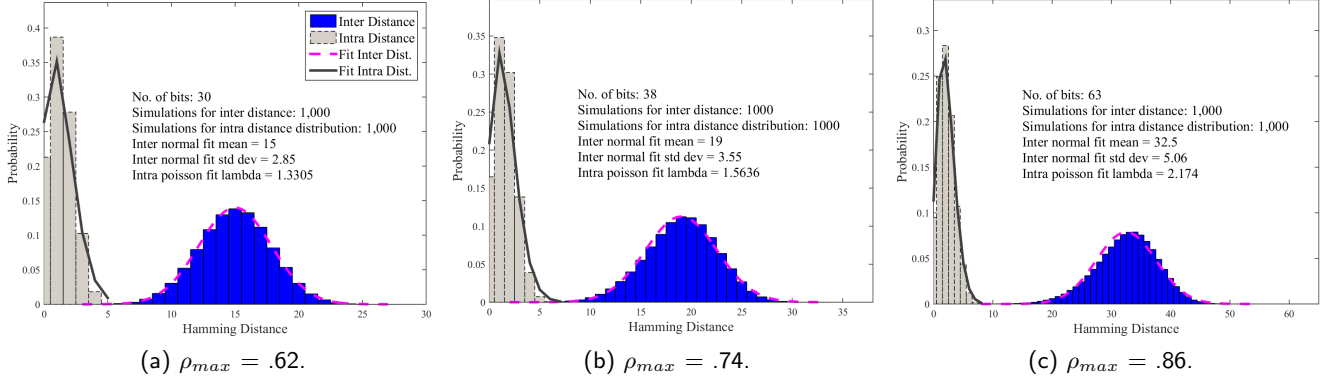 Inter Distance
Intra Distance
Fit Inter Dist.
Fit Intra Dist.
No. of bits: 30
Simulations for inter distance: 1,000
Simulations for intra distance distribution: 1,000
Inter normal fit mean = 15
Inter normal fit std dev = 2.85
Intra poisson fit lambda = 1.3305
Probability
0.4
0.35
0.3
0.25
0.2
0.15
0.1
0.05
0
0 5 10 15 20 25 30
Hamming Distance
(a) ρmax = .62.
No. of bits: 38
Simulations for inter distance: 1000
Simulations for intra distance distribution: 1000
Inter normal fit mean = 19
Inter normal fit std dev = 3.55
Intra poisson fit lambda = 1.5636
Probability
0.35
0.3
0.25
0.2
0.15
0.1
0.05
0
0 5 10 15 20 25 30 35
Hamming Distance
(b) ρmax = .74.
No. of bits: 63
Simulations for inter distance: 1,000
Simulations for intra distance distribution: 1,000
Inter normal fit mean = 32.5
Inter normal fit std dev = 5.06
Intra poisson fit lambda = 2.174
Probability
0.3
0.25
0.2
0.15
0.1
0.05
0
0 10 20 30 40 50 60
Hamming Distance
(c) ρmax = .86.